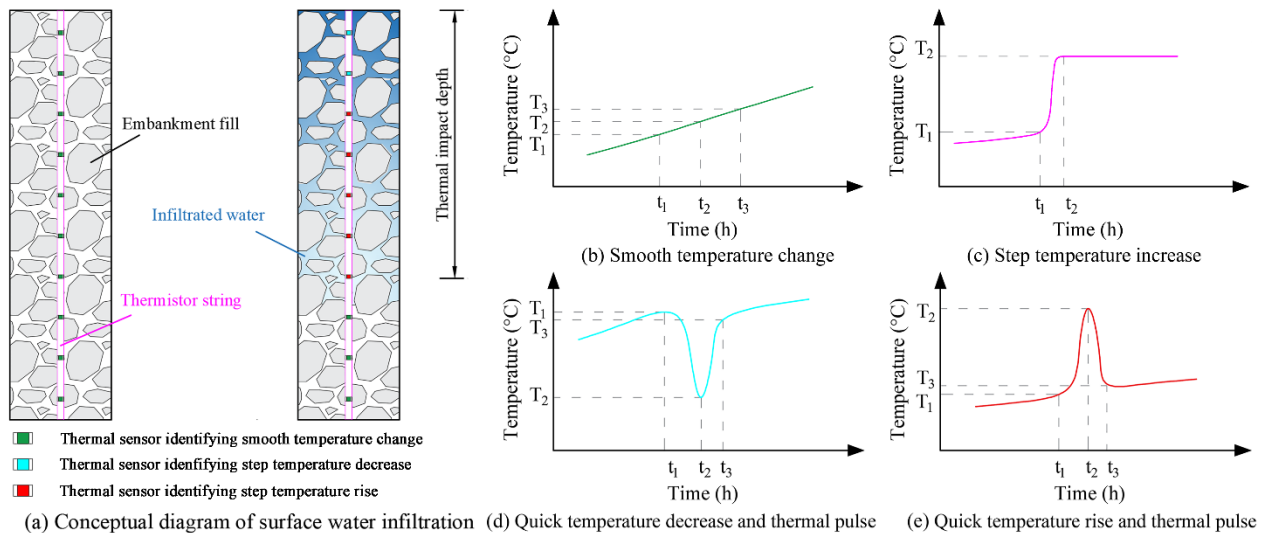 Embankment fill
Infiltrated water
Thermistor string
Thermal impact depth
Thermal sensor identifying smooth temperature change
Thermal sensor idenfifying step temperature decrease
Thermal sensor identifying step temperature rise
(a) Conceptual diagram of surface water infiltration
Temperature (°C)
T3
T2
T1
t1 t2 t3
Time (h)
(b) Smooth temperature change
Temperature (°C)
T2
T1
t1 t2
Time (h)
(c) Step temperature increase
Temperature (°C)
T1
T3
T2
t1 t2 t3
Time (h)
(d) Quick temperature decrease and thermal pulse
Temperature (°C)
T2
T3
T1
t1 t2 t3
Time (h)
(e) Quick temperature rise and thermal pulse